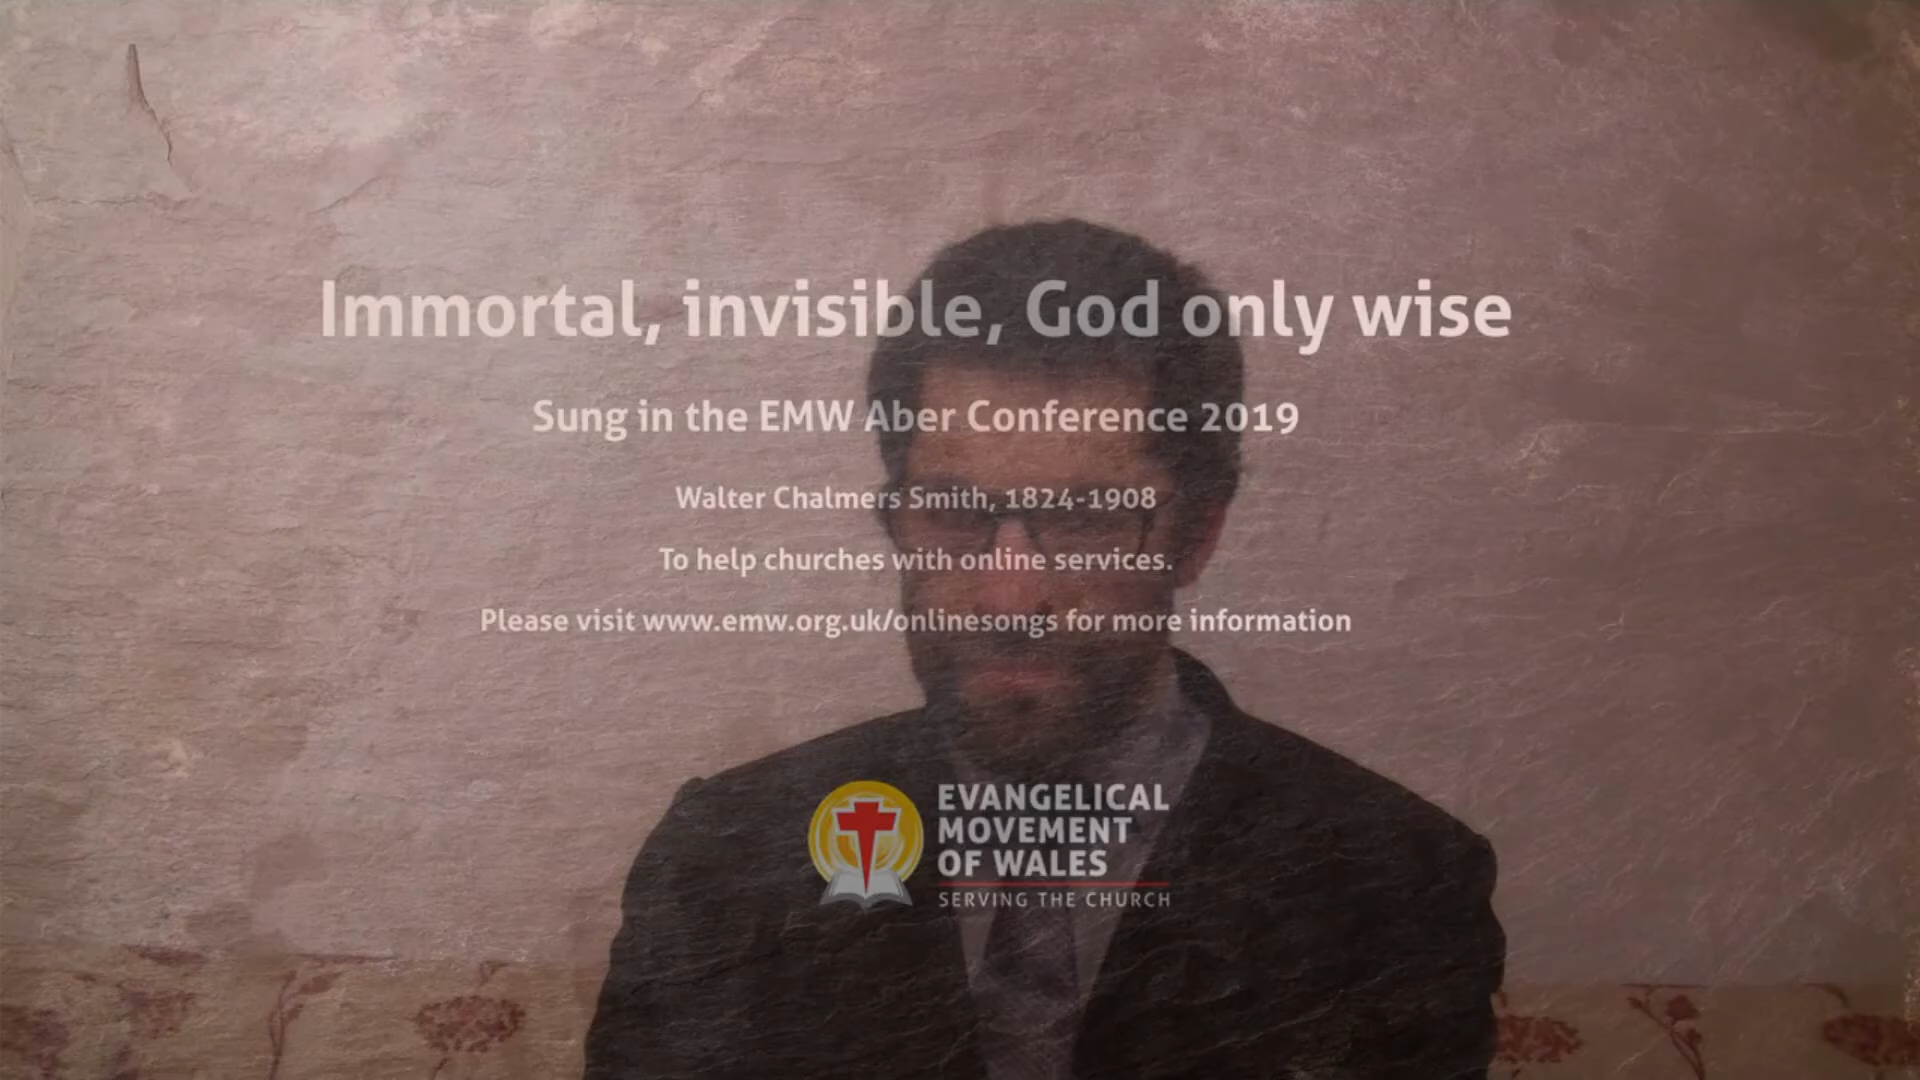 Immortal, invisible, God only wise
Sung in the EMW Aber Conference 2019
Walter Chalmers Smith, 1824-1908
To help churches with online services.
Please visit www.emw.org.uk/onlinesongs for more information
EVANGELICAL
MOVEMENT
OF WALES
SERVING THE CHURCH